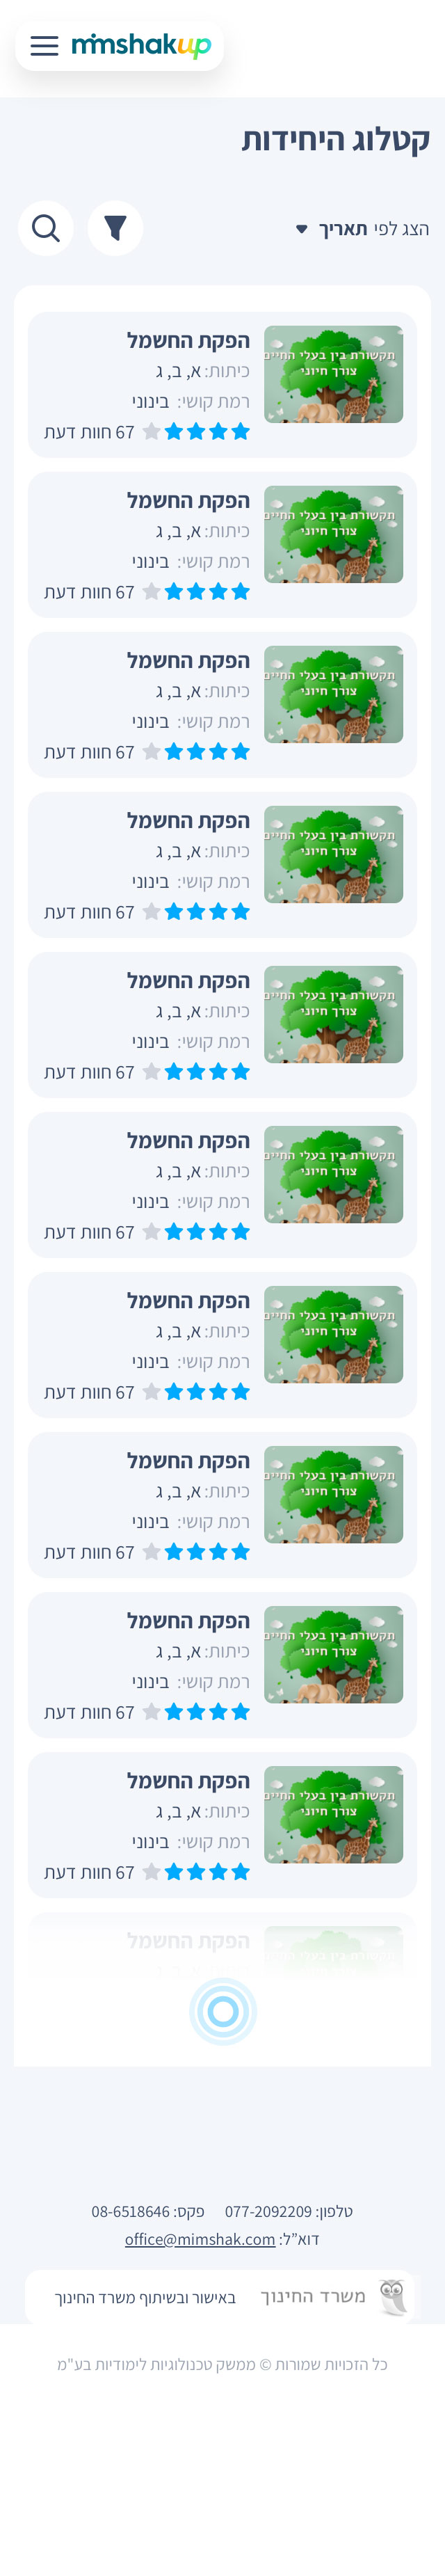 mimshakup
קטלוג היחידות
הצג לפי תאריך
תקשורת בין בעלי החיים
צורך חיוני
הפקת החשמל
כיתות: א, ב, ג
רמת קושי: בינוני
67 חוות דעת
תקשורת בין בעלי החיים
צורך חיוני
הפקת החשמל
כיתות: א, ב, ג
רמת קושי: בינוני
67 חוות דעת
תקשורת בין בעלי החיים
צורך חיוני
הפקת החשמל
כיתות: א, ב, ג
רמת קושי: בינוני
67 חוות דעת
תקשורת בין בעלי החיים
צורך חיוני
הפקת החשמל
כיתות: א, ב, ג
רמת קושי: בינוני
67 חוות דעת
תקשורת בין בעלי החיים
צורך חיוני
הפקת החשמל
כיתות: א, ב, ג
רמת קושי: בינוני
67 חוות דעת
תקשורת בין בעלי החיים
צורך חיוני
הפקת החשמל
כיתות: א, ב, ג
רמת קושי: בינוני
67 חוות דעת
תקשורת בין בעלי החיים
צורך חיוני
הפקת החשמל
כיתות: א, ב, ג
רמת קושי: בינוני
67 חוות דעת
תקשורת בין בעלי החיים
צורך חיוני
הפקת החשמל
כיתות: א, ב, ג
רמת קושי: בינוני
67 חוות דעת
תקשורת בין בעלי החיים
צורך חיוני
הפקת החשמל
כיתות: א, ב, ג
רמת קושי: בינוני
67 חוות דעת
תקשורת בין בעלי החיים
צורך חיוני
הפקת החשמל
כיתות: א, ב, ג
רמת קושי: בינוני
67 חוות דעת
תקשורת בין בעלי החיים
הפקת החשמל
טלפון: 077-2092209 פקס: 08-6518646
דוא”ל: office@mimshak.com
משרד החינוך באישור ובשיתוף משרד החינוך
כל הזכויות שמורות © ממשק טכנולוגיות לימודיות בע"מ